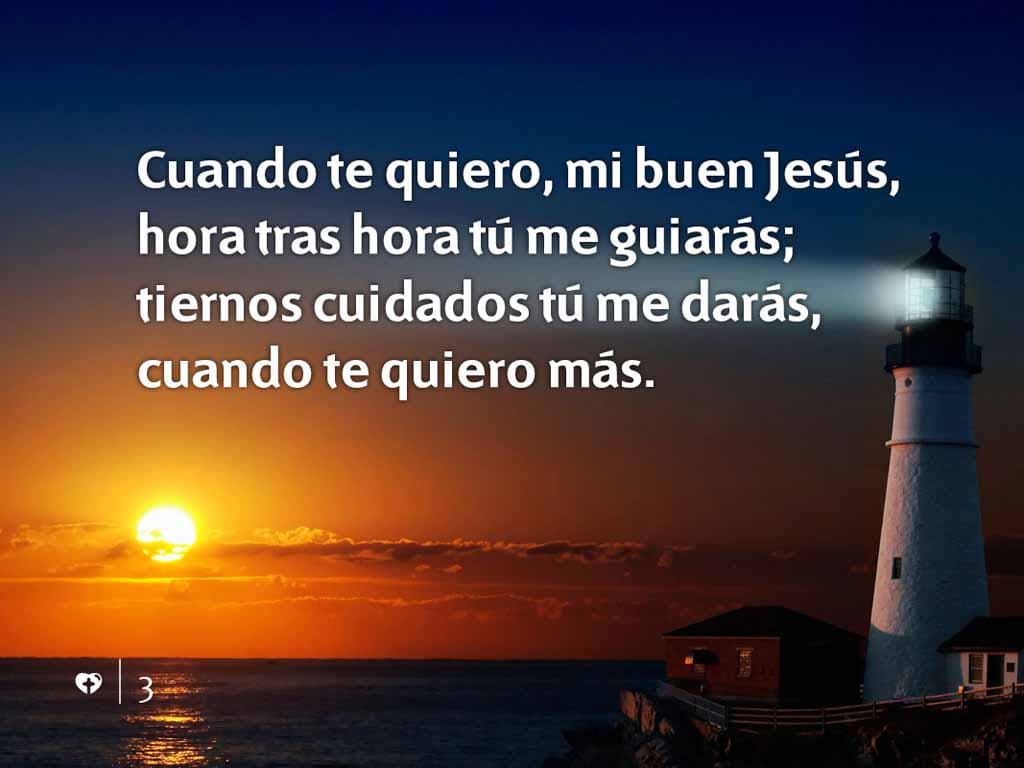 Cuando te quiero, mi buen Jesús,
hora tras hora tú me guiarás;
tiernos cuidados tú me darás,
cuando te quiero más.
3